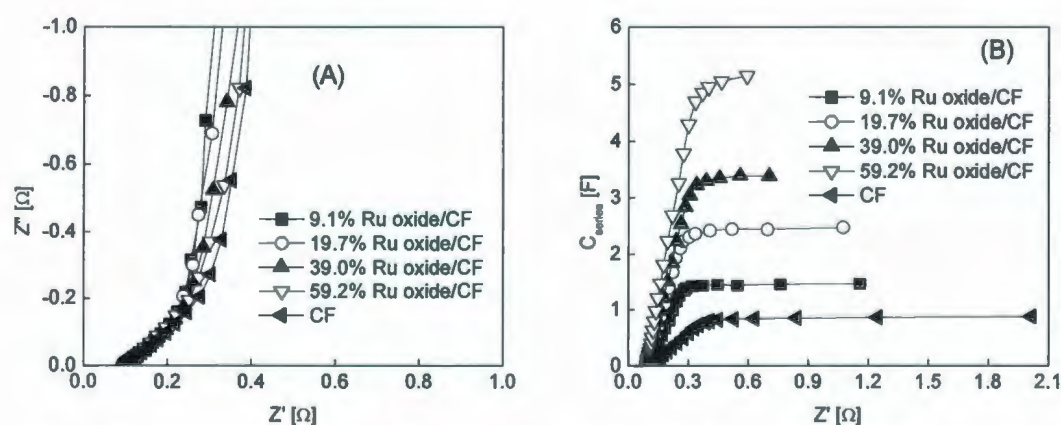 (A)
-1.0
-0.8
-0.6
-0.4
-0.2
0.0
Z" [Ω]
9.1% Ru oxide/CF
19.7% Ru oxide/CF
39.0% Ru oxide/CF
59.2% Ru oxide/CF
CF
0.0 0.2 0.4 0.6 0.8 1.0
Z' [Ω]
(B)
6
5
4
3
2
1
0
C series [F]
9.1% Ru oxide/CF
19.7% Ru oxide/CF
39.0% Ru oxide/CF
59.2% Ru oxide/CF
CF
0.0 0.3 0.6 0.9 1.2 1.5 1.8 2.1
Z' [Ω]